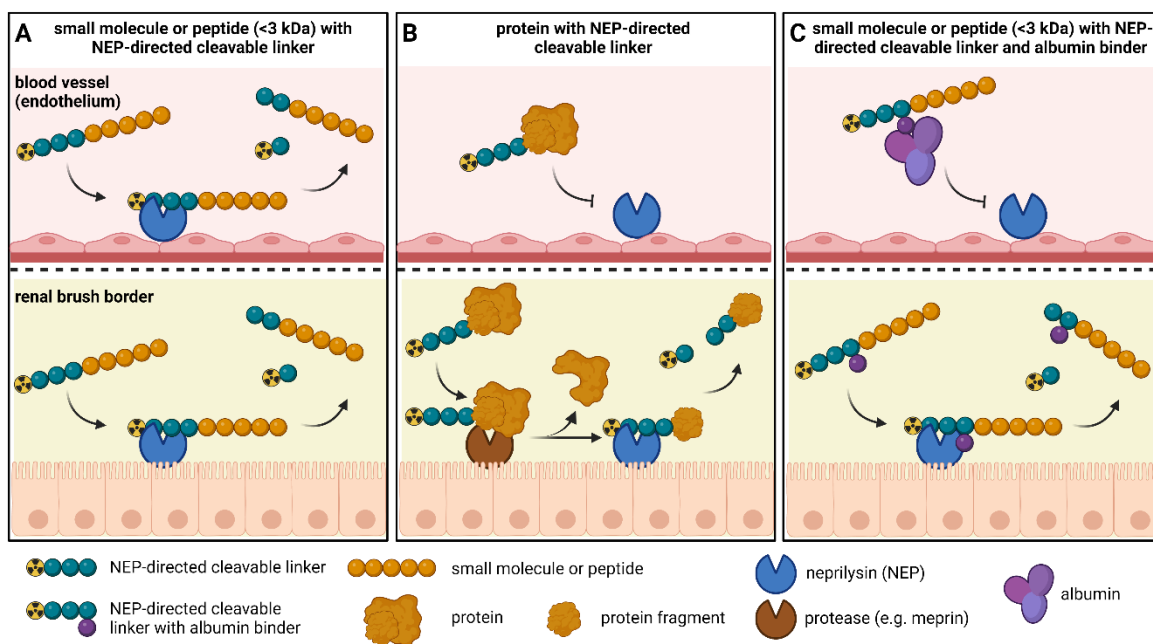 A
small molecule or peptide (<3 kDa) with
NEP-directed cleavable linker
B
protein with NEP-directed
cleavable linker
C
small molecule or peptide (<3 kDa) with NEP-
directed cleavable linker and albumin binder
blood vessel
(endothelium)
renal brush border
NEP-directed cleavable linker
small molecule or peptide
neprilysin (NEP)
albumin
NEP-directed cleavable
linker with albumin binder
protein
protein fragment
protease (e.g. meprin)